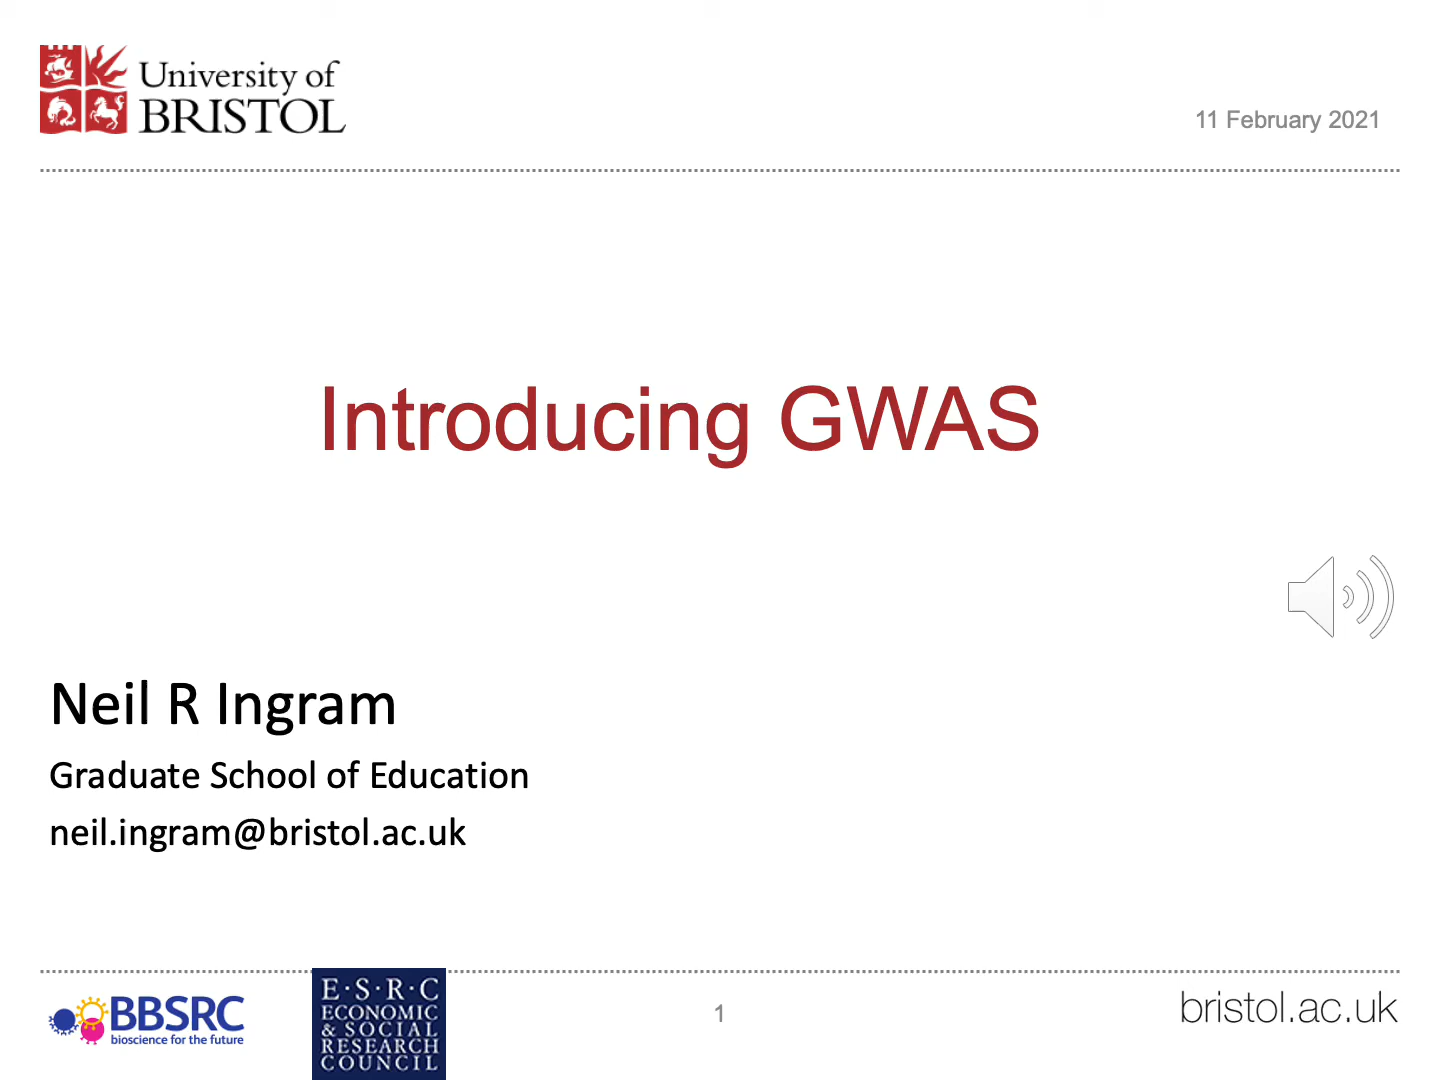 University of
BRISTOL
11 February 2021
Introducing GWAS
Neil R Ingram
Graduate School of Education
neil.ingram@bristol.ac.uk
BBSRC
bioscience for the future
E·S·R·C
ECONOMIC
& SOCIAL
RESEARCH
COUNCIL
1
bristol.ac.uk